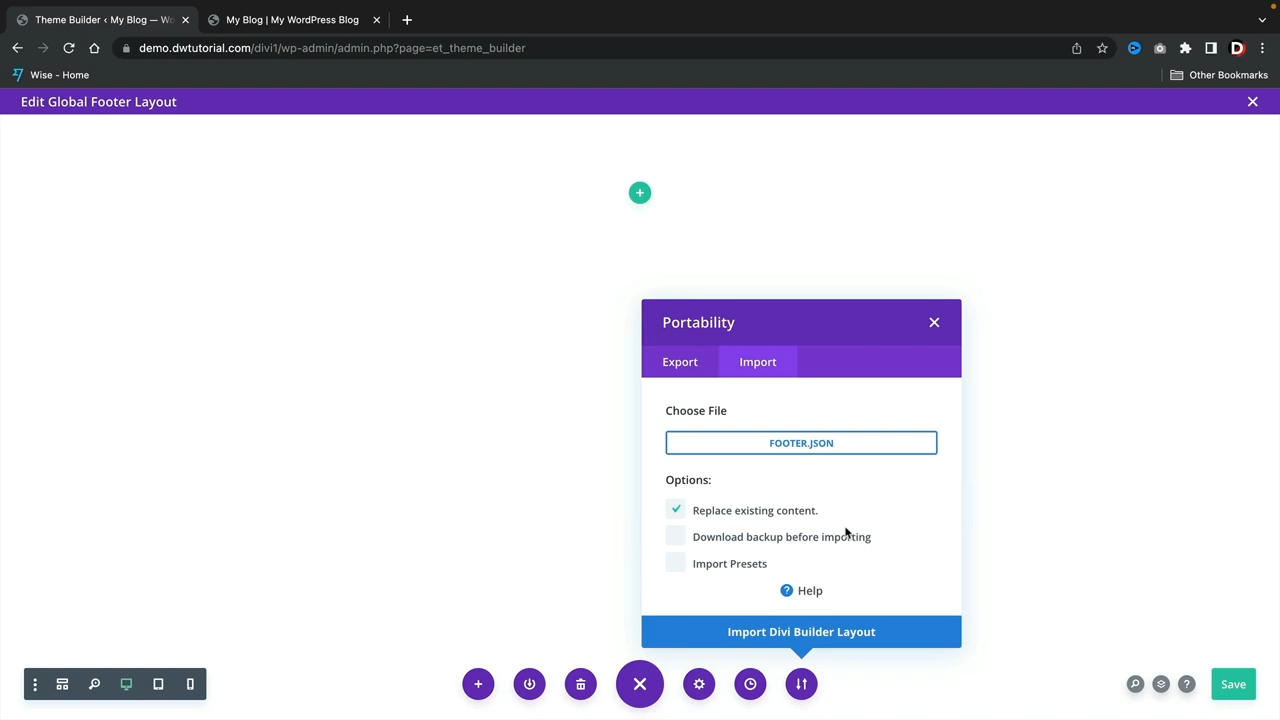 Theme Builder ‹ My Blog — Wo
My Blog | My WordPress Blog
demo.dwtutorial.com/divi1/wp-admin/admin.php?page=et_theme_builder
Wise - Home
Other Bookmarks
Edit Global Footer Layout
Portability
Export
Import
Choose File
FOOTER.JSON
Options:
Replace existing content.
Download backup before importing
Import Presets
? Help
Import Divi Builder Layout
Save